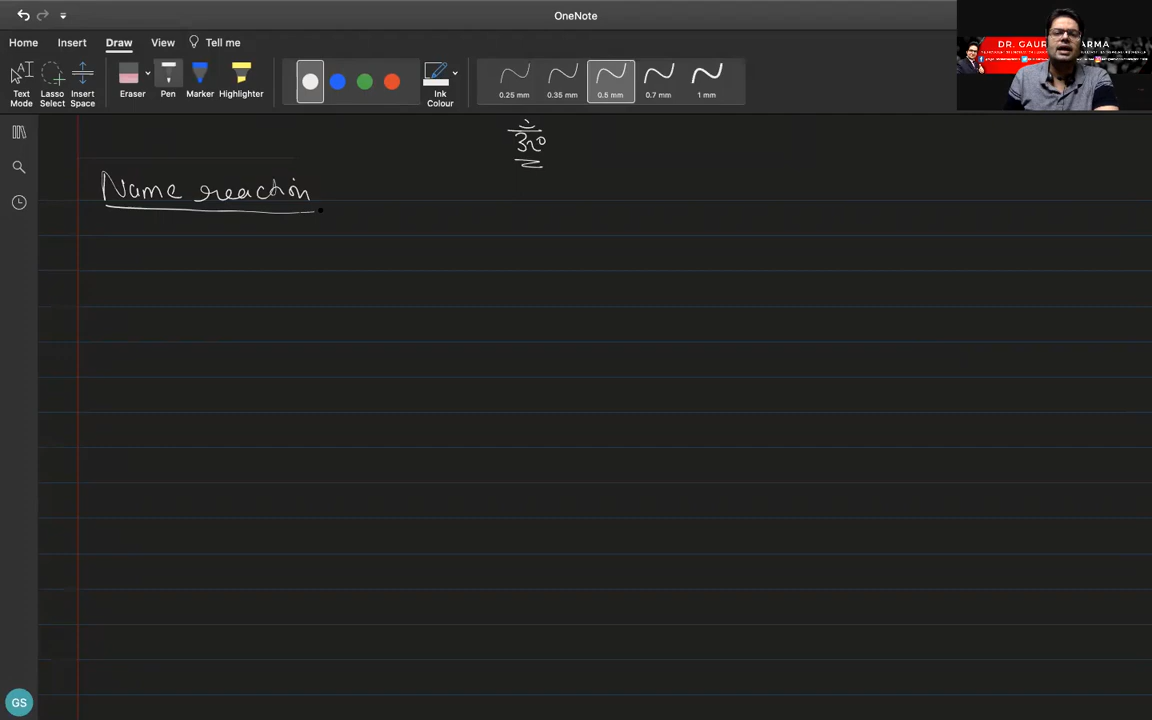 OneNote
Home Insert Draw View Tell me
Text Mode
Lasso Select
Insert Space
Eraser
Pen
Marker
Highlighter
Ink Colour
0.25 mm
0.35 mm
0.5 mm
0.7 mm
1 mm
Name reaction
GS